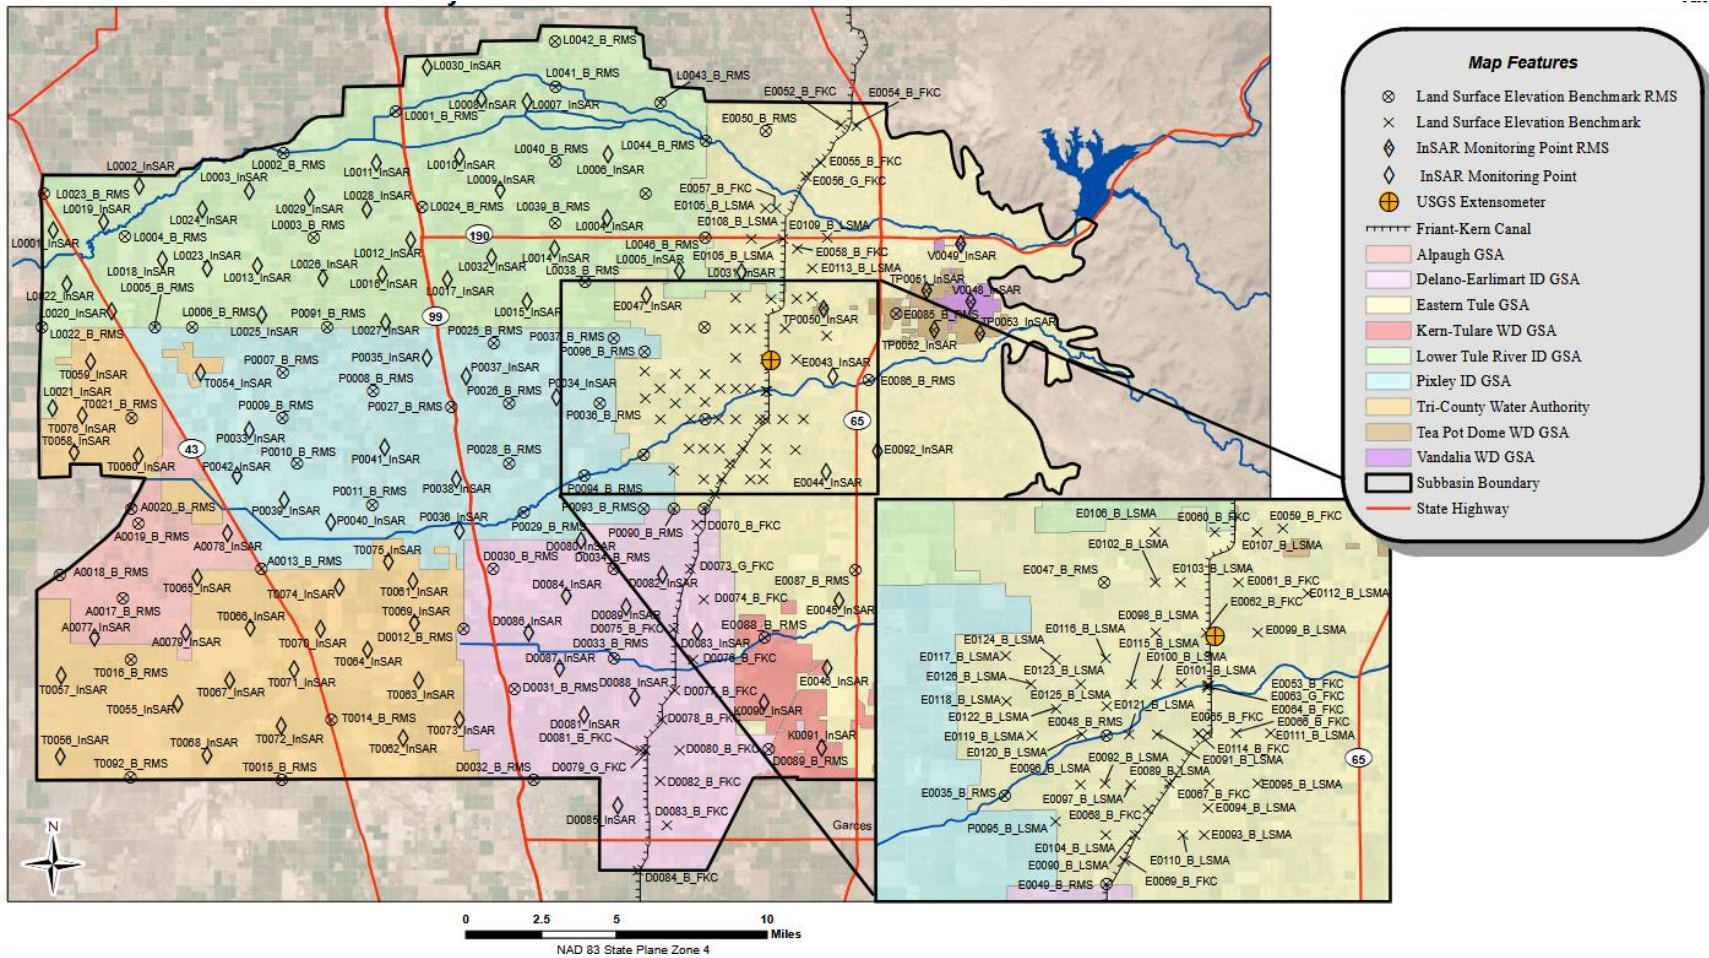 L0042_B_RMS
L0030_InSAR
L0041_B_RMS
L0043_B_RMS
E0052_B_FKC
E0054_B_FKC
L0008_InSAR
L0007_InSAR
L0001_B_RMS
E0050_B_RMS
L0002_InSAR
L0002_B_RMS
L0010_InSAR
L0040_B_RMS
L0044_B_RMS
E0055_B_FKC
L0003_InSAR
L0011_InSAR
L0006_InSAR
E0056_G_FKC
L0023_B_RMS
L0009_InSAR
E0057_B_FKC
L0019_InSAR
L0024_InSAR
L0029_InSAR
L0028_InSAR
L0024_B_RMS
L0039_B_RMS
E0105_B_LSMA
L0001_InSAR
L0004_B_RMS
L0003_B_RMS
190
L0004_InSAR
E0108_B_LSMA
E0109_B_LSMA
L0012_InSAR
L0014_InSAR
L0046_B_RMS
E0105_B_LSMA
E0058_B_FKC
V0049_InSAR
L0018_InSAR
L0023_InSAR
L0013_InSAR
L0026_InSAR
L0032_InSAR
L0005_InSAR
L0031_InSAR
E0113_B_LSMA
L0022_InSAR
L0005_B_RMS
L0016_InSAR
L0017_InSAR
L0038_B_RMS
TP0051_InSAR
V0048_InSAR
L0020_InSAR
L0006_B_RMS
P0091_B_RMS
99
L0015_InSAR
E0047_InSAR
TP0050_InSAR
E0085_B_RMS
TP0053_InSAR
L0022_B_RMS
L0025_InSAR
L0027_InSAR
P0025_B_RMS
P0037_B_RMS
P0096_B_RMS
TP0052_InSAR
T0059_InSAR
P0007_B_RMS
P0035_InSAR
T0054_InSAR
P0008_B_RMS
P0037_InSAR
P0034_InSAR
E0043_InSAR
E0086_B_RMS
L0021_InSAR
T0021_B_RMS
P0009_B_RMS
P0027_B_RMS
P0026_B_RMS
P0036_B_RMS
65
T0076_InSAR
T0058_InSAR
P0033_InSAR
43
T0060_InSAR
P0042_InSAR
P0010_B_RMS
P0041_InSAR
P0028_B_RMS
E0092_InSAR
P0011_B_RMS
P0038_InSAR
P0094_B_RMS
E0044_InSAR
A0020_B_RMS
P0039_InSAR
P0040_InSAR
P0036_InSAR
P0029_B_RMS
P0093_B_RMS
A0019_B_RMS
A0078_InSAR
P0090_B_RMS
D0070_B_FKC
D0080_InSAR
A0018_B_RMS
A0013_B_RMS
T0075_InSAR
D0030_B_RMS
D0034_B_RMS
D0073_G_FKC
T0065_InSAR
T0074_InSAR
T0061_InSAR
D0084_InSAR
D0082_InSAR
E0087_B_RMS
A0017_B_RMS
T0066_InSAR
T0069_InSAR
D0089_InSAR
D0074_B_FKC
E0045_InSAR
A0077_InSAR
A0079_InSAR
T0070_InSAR
D0012_B_RMS
D0086_InSAR
D0075_B_FKC
E0088_B_RMS
D0033_B_RMS
D0083_InSAR
T0064_InSAR
T0016_B_RMS
D0087_InSAR
D0076_B_FKC
T0057_InSAR
T0067_InSAR
T0071_InSAR
T0063_InSAR
D0031_B_RMS
D0088_InSAR
D0077_B_FKC
E0046_InSAR
T0055_InSAR
K0090_InSAR
T0014_B_RMS
T0073_InSAR
D0081_InSAR
D0078_B_FKC
T0056_InSAR
T0068_InSAR
T0072_InSAR
T0062_InSAR
D0081_B_FKC
D0080_B_FKC
K0091_InSAR
T0092_B_RMS
T0015_B_RMS
D0032_B_RMS
D0079_G_FKC
D0089_B_RMS
D0082_B_FKC
D0085_InSAR
D0083_B_FKC
Garces
D0084_B_FKC
N
0 2.5 5 10
Miles
NAD 83 State Plane Zone 4
Map Features
Land Surface Elevation Benchmark RMS
Land Surface Elevation Benchmark
InSAR Monitoring Point RMS
InSAR Monitoring Point
USGS Extensometer
Friant-Kern Canal
Alpaugh GSA
Delano-Earlimart ID GSA
Eastern Tule GSA
Kern-Tulare WD GSA
Lower Tule River ID GSA
Pixley ID GSA
Tri-County Water Authority
Tea Pot Dome WD GSA
Vandalia WD GSA
Subbasin Boundary
State Highway
E0106_B_LSMA
E0060_B_FKC
E0059_B_FKC
E0102_B_LSMA
E0107_B_LSMA
E0047_B_RMS
E0103_B_LSMA
E0061_B_FKC
E0062_B_FKC
E0112_B_LSMA
E0098_B_LSMA
E0116_B_LSMA
E0099_B_LSMA
E0124_B_LSMA
E0115_B_LSMA
E0117_B_LSMA
E0100_B_LSMA
E0123_B_LSMA
E0101_B_LSMA
E0126_B_LSMA
E0053_B_FKC
E0063_G_FKC
E0125_B_LSMA
E0118_B_LSMA
E0121_B_LSMA
E0064_B_FKC
E0122_B_LSMA
E0048_B_RMS
E0065_B_FKC
E0066_B_FKC
E0119_B_LSMA
E0111_B_LSMA
E0120_B_LSMA
E0114_B_FKC
E0092_B_LSMA
E0091_B_LSMA
65
E0096_B_LSMA
E0089_B_LSMA
E0035_B_RMS
E0097_B_LSMA
E0067_B_FKC
E0095_B_LSMA
E0068_B_FKC
E0094_B_LSMA
P0095_B_LSMA
E0093_B_LSMA
E0104_B_LSMA
E0110_B_LSMA
E0090_B_LSMA
E0049_B_RMS
E0069_B_FKC